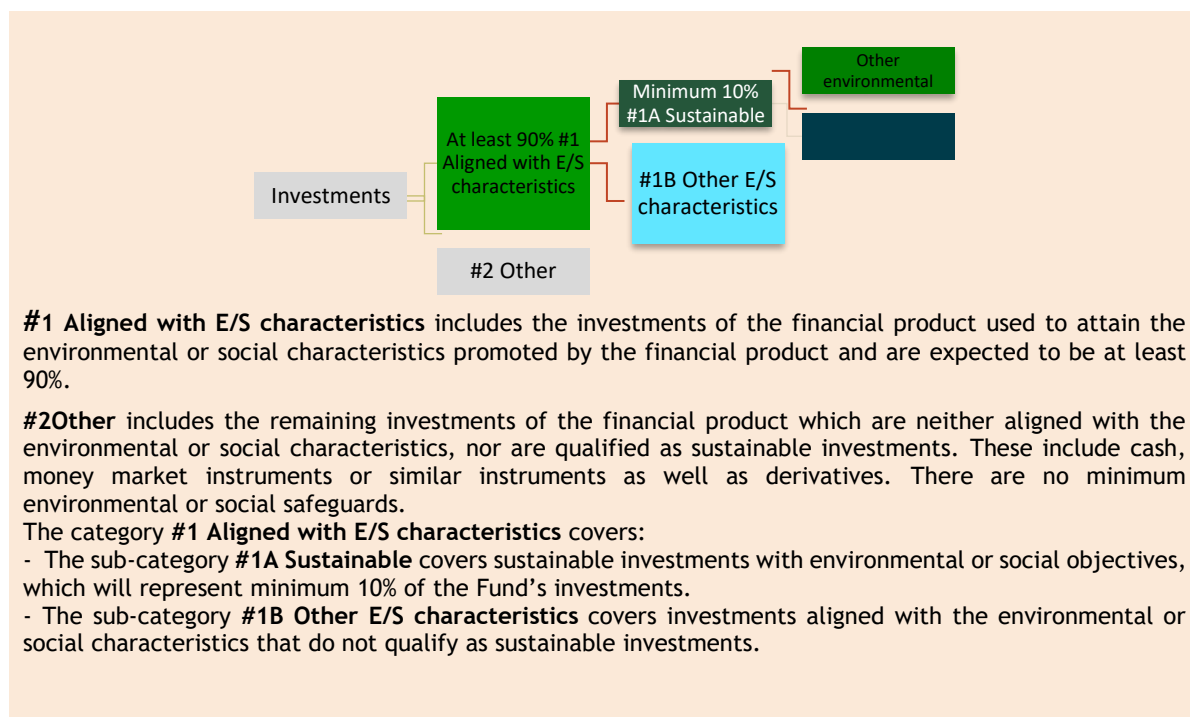 Other
environmental
Minimum 10%
#1A Sustainable
At least 90% #1
Aligned with E/S
characteristics
#1B Other E/S
characteristics
Investments
#2 Other
#1 Aligned with E/S characteristics includes the investments of the financial product used to attain the
environmental or social characteristics promoted by the financial product and are expected to be at least
90%.
#2Other includes the remaining investments of the financial product which are neither aligned with the
environmental or social characteristics, nor are qualified as sustainable investments. These include cash,
money market instruments or similar instruments as well as derivatives. There are no minimum
environmental or social safeguards.
The category #1 Aligned with E/S characteristics covers:
- The sub-category #1A Sustainable covers sustainable investments with environmental or social objectives,
which will represent minimum 10% of the Fund’s investments.
- The sub-category #1B Other E/S characteristics covers investments aligned with the environmental or
social characteristics that do not qualify as sustainable investments.